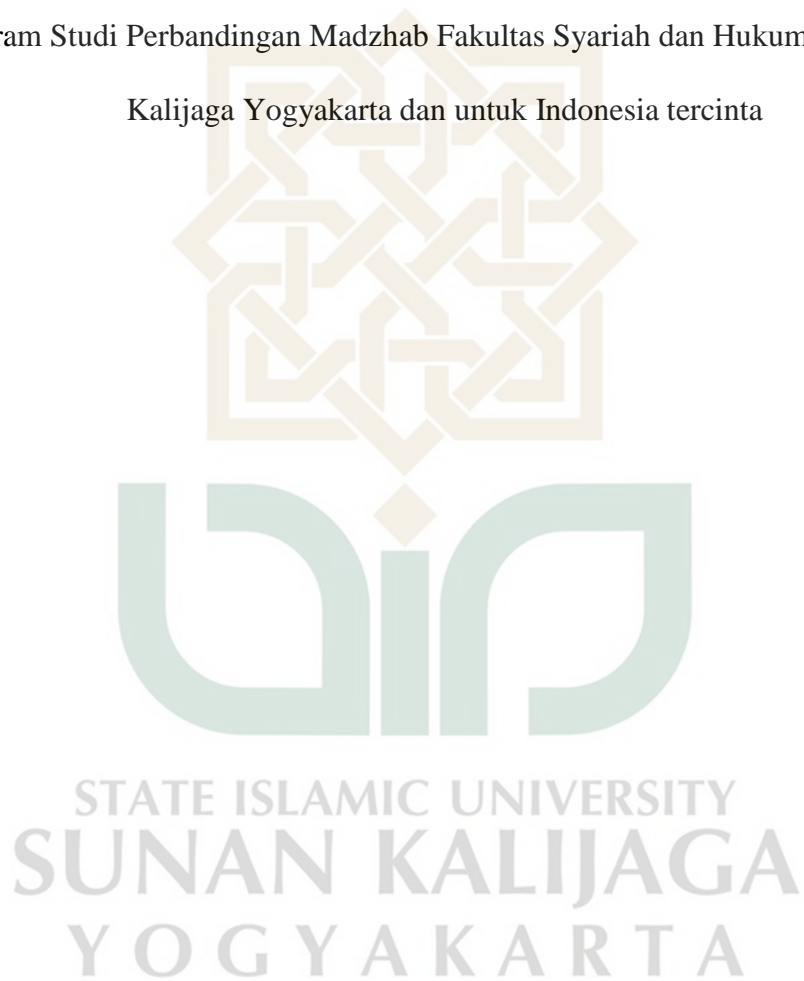 ram Studi Perbandingan Madzhab Fakultas Syariah dan Hukum
Kalijaga Yogyakarta dan untuk Indonesia tercinta
STATE ISLAMIC UNIVERSITY
SUNAN KALIJAGA
YOGYAKARTA